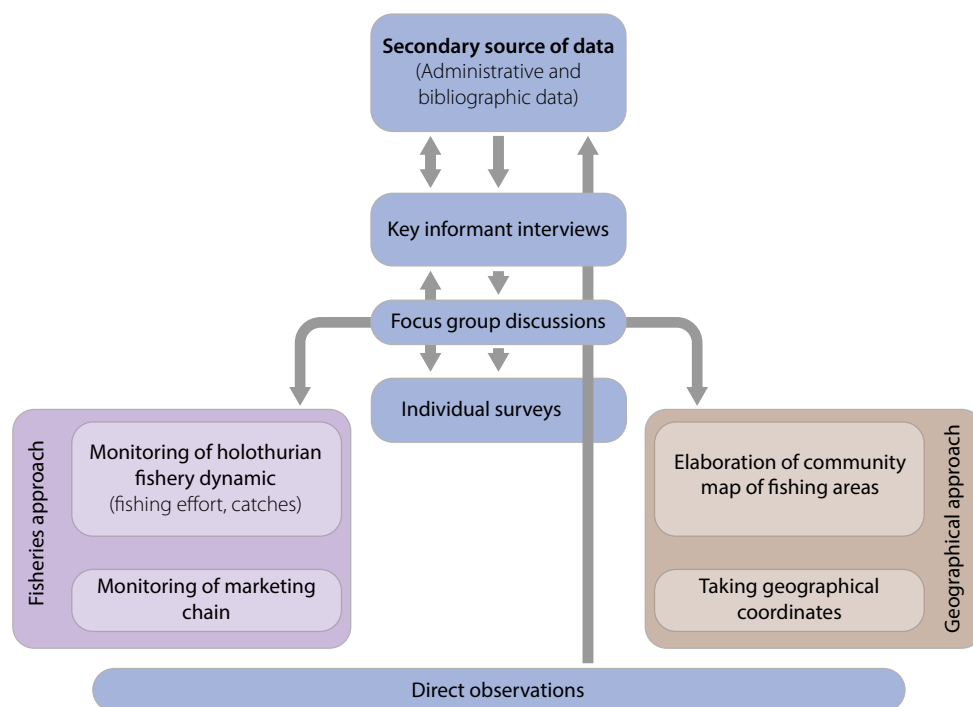 Secondary source of data
(Administrative and
bibliographic data)
Key informant interviews
Focus group discussions
Individual surveys
Fisheries approach
Monitoring of holothurian
fishery dynamic
(fishing effort, catches)
Monitoring of marketing
chain
Elaboration of community
map of fishing areas
Taking geographical
coordinates
Geographical approach
Direct observations